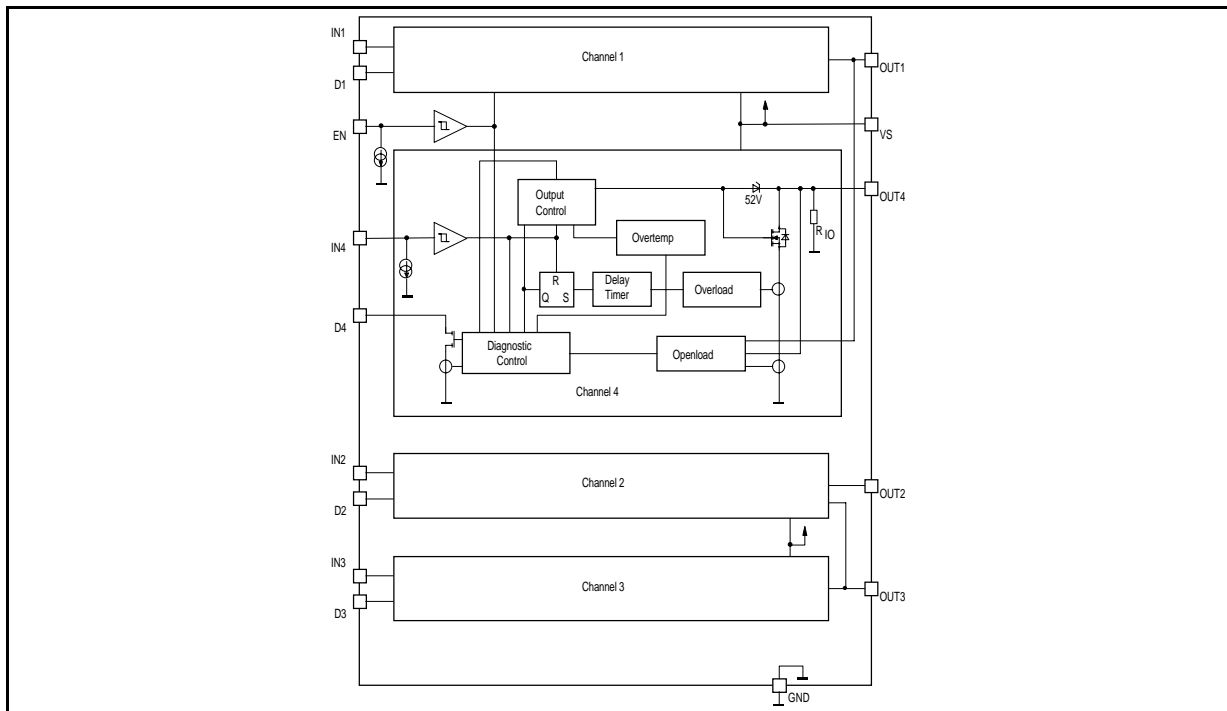 IN1
Channel 1
D1
OUT1
EN
VS
Output
Control
52V
OUT4
IN4
Overtemp
R IO
R
Q S
Delay
Timer
Overload
D4
Diagnostic
Control
Openload
Channel 4
IN2
Channel 2
D2
OUT2
IN3
Channel 3
D3
OUT3
GND